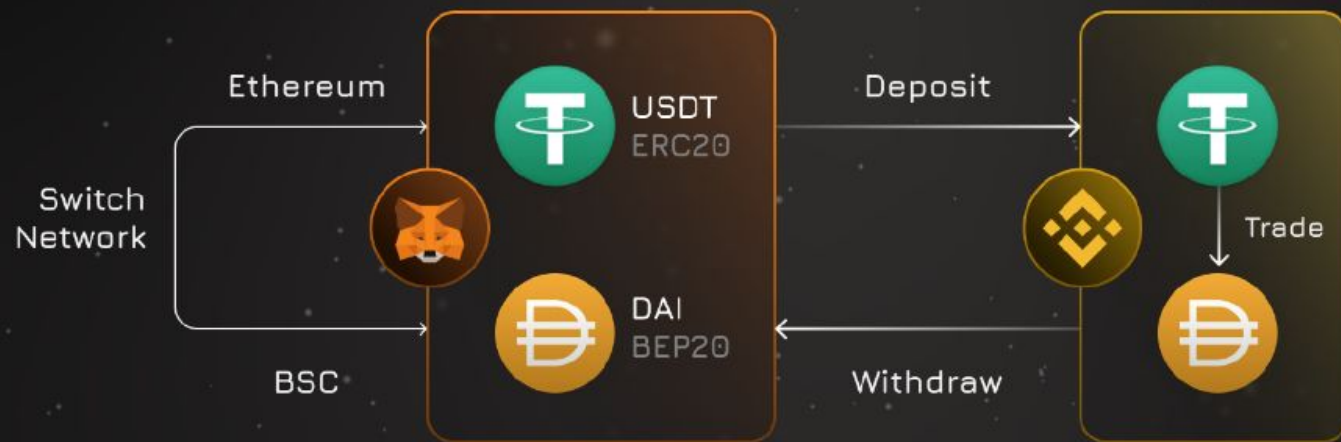 Ethereum
USDT
ERC20
Deposit
Switch
Network
Trade
DAI
BEP20
BSC
Withdraw